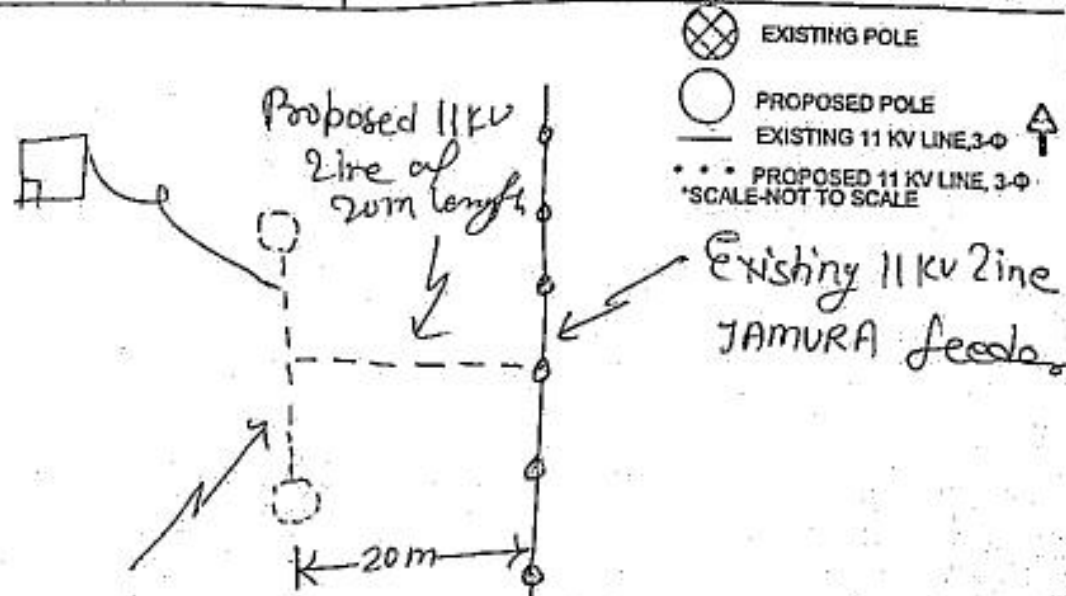 EXISTING POLE
PROPOSED POLE
EXISTING 11 KV LINE,3-Φ
PROPOSED 11 KV LINE, 3-Φ
*SCALE-NOT TO SCALE
Proposed 11KV
Line of
20m length
Existing 11 KV Line
JAMURA feeder
20m